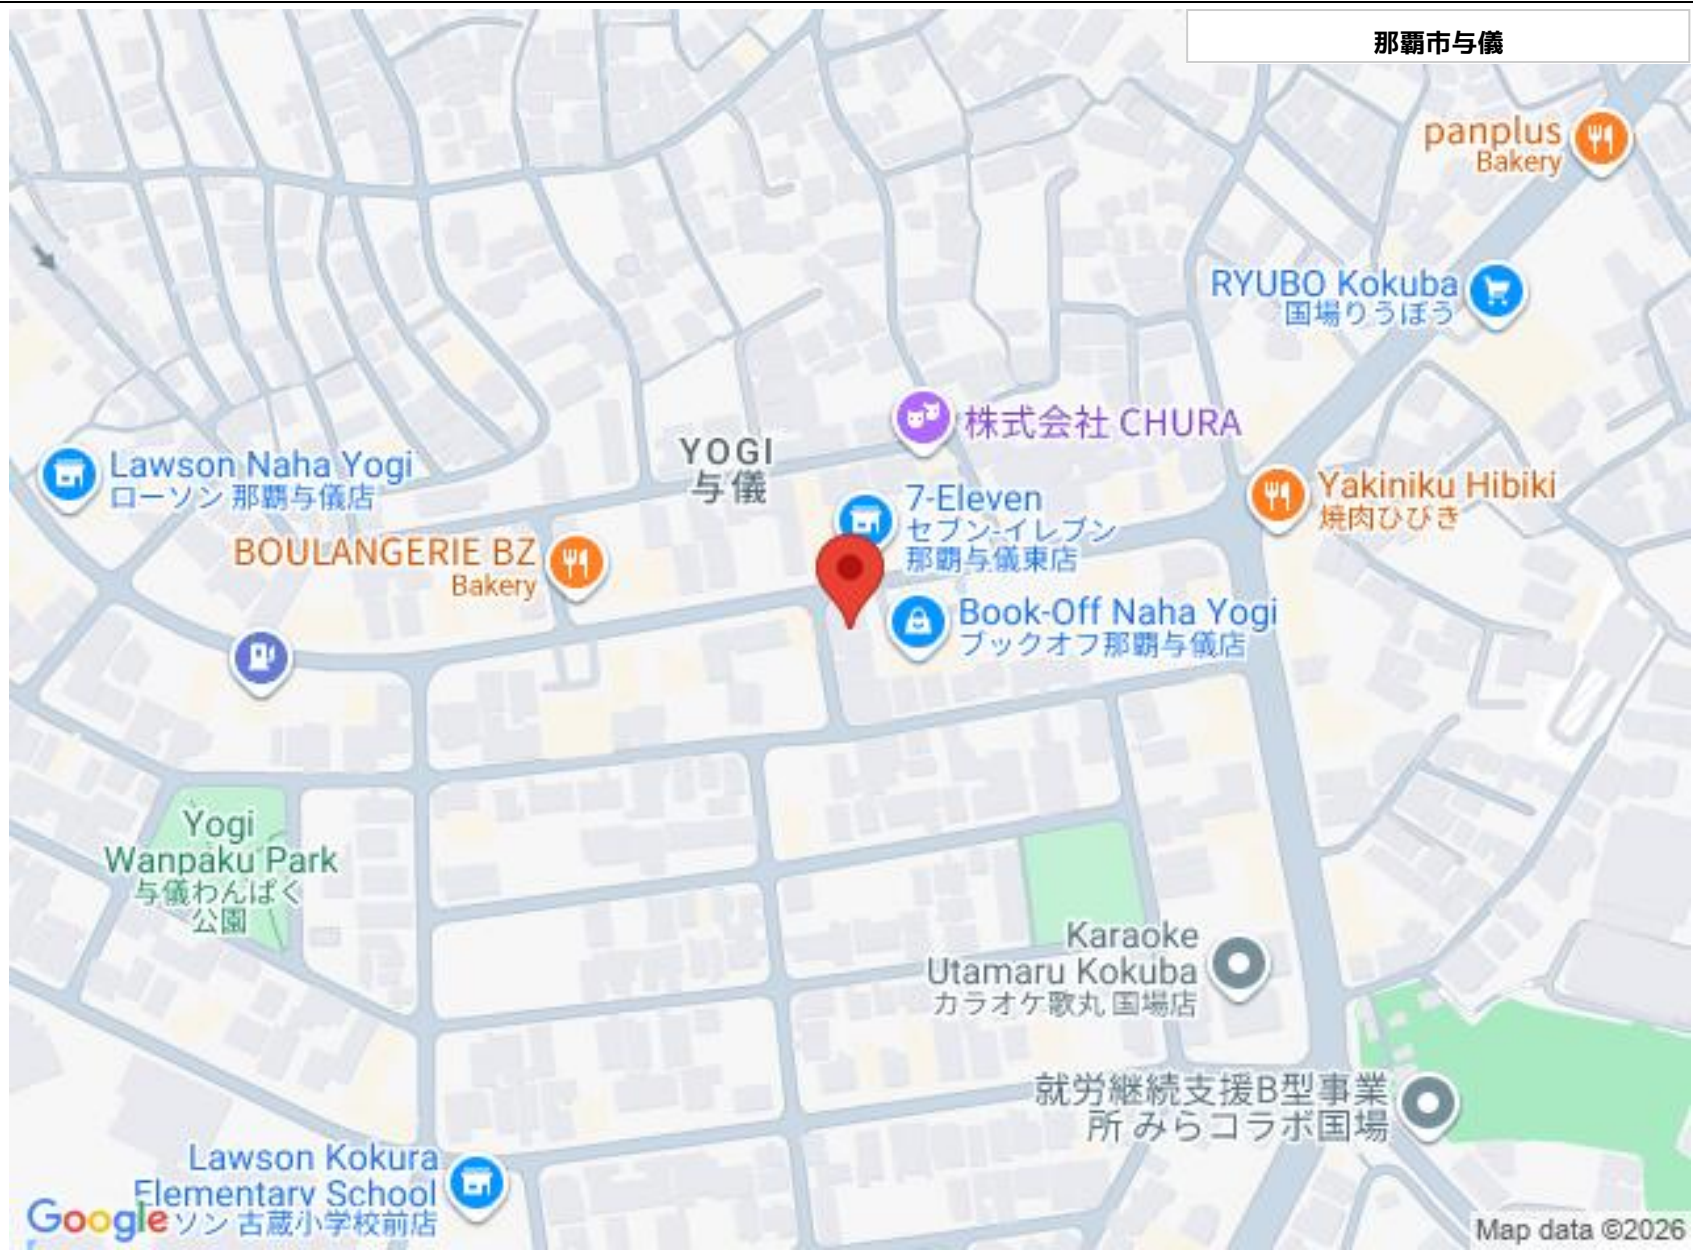 那覇市与儀
panplus
Bakery
RYUBO Kokuba
国場りうぼう
株式会社 CHURA
YOGI
与儀
Lawson Naha Yogi
ローソン 那覇与儀店
7-Eleven
セブン-イレブン
那覇与儀東店
Yakiniku Hibiki
焼肉ひびき
BOULANGERIE BZ
Bakery
Book-Off Naha Yogi
ブックオフ那覇与儀店
Yogi
Wanpaku Park
与儀わんぱく
公園
Karaoke
Utamaru Kokuba
カラオケ歌丸 国場店
就労継続支援B型事業
所 みらコラボ国場
Lawson Kokura
Elementary School
ソン 古蔵小学校前店
Google
Map data ©2026